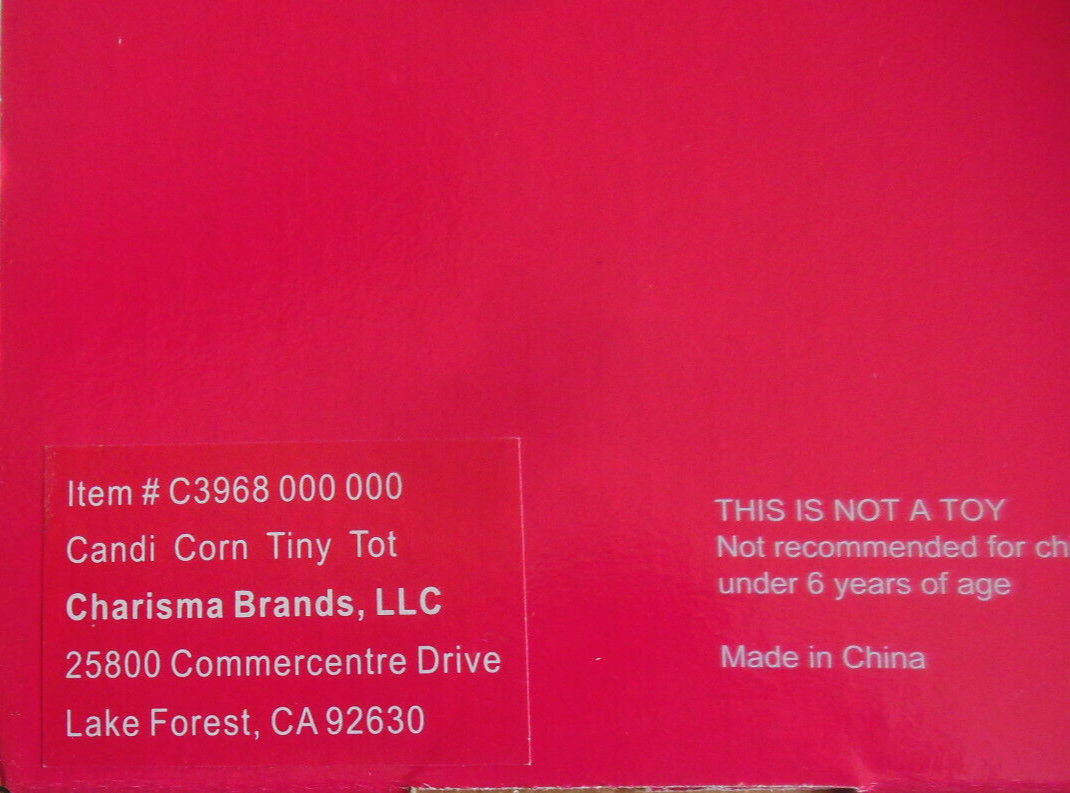 Item # C3968 000 000
Candi Corn Tiny Tot
Charisma Brands, LLC
25800 Commercentre Drive
Lake Forest, CA 92630
THIS IS NOT A TOY
Not recommended for ch
under 6 years of age
Made in China